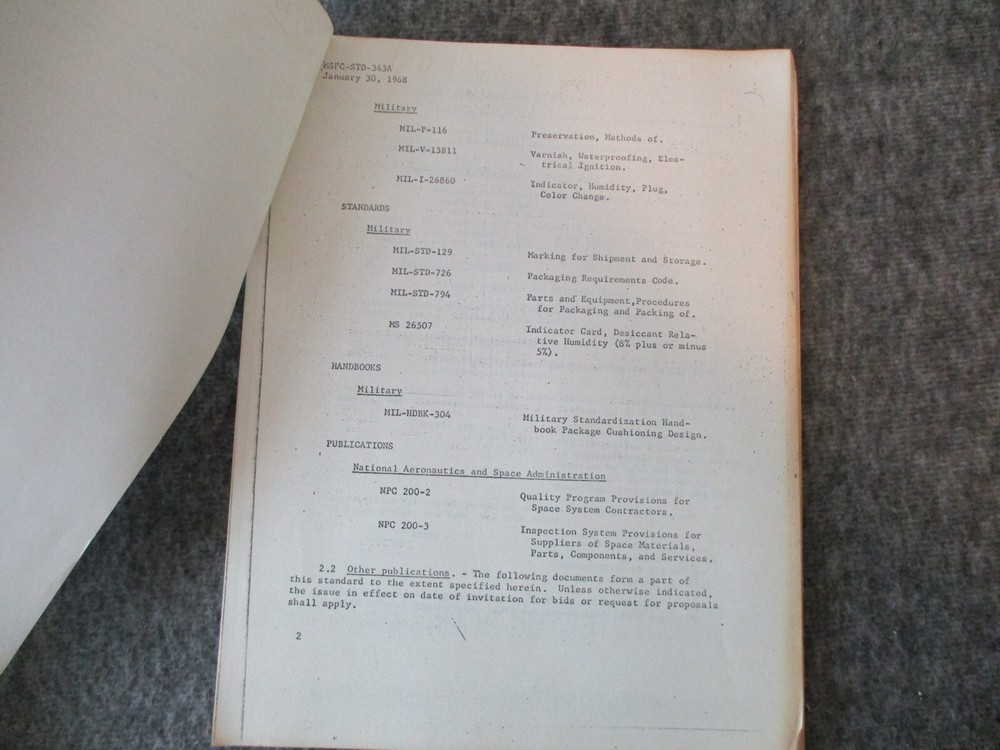 MSFC-STD-343A
January 30, 1968
Military
MIL-P-116 Preservation, Methods of.
MIL-V-13811 Varnish, Waterproofing, Elec-
trical Ignition.
MIL-I-26860 Indicator, Humidity, Plug,
Color Change.
STANDARDS
Military
MIL-STD-129 Marking for Shipment and Storage.
MIL-STD-726 Packaging Requirements Code.
MIL-STD-794 Parts and Equipment,Procedures
for Packaging and Packing of.
MS 26507 Indicator Card, Desiccant Rela-
tive Humidity (8% plus or minus
5%).
HANDBOOKS
Military
MIL-HDBK-304 Military Standardization Hand-
book Package Cushioning Design.
PUBLICATIONS
National Aeronautics and Space Administration
NPC 200-2 Quality Program Provisions for
Space System Contractors.
NPC 200-3 Inspection System Provisions for
Suppliers of Space Materials,
Parts, Components, and Services.
2.2 Other publications. - The following documents form a part of
this standard to the extent specified herein. Unless otherwise indicated,
the issue in effect on date of invitation for bids or request for proposals
shall apply.
2